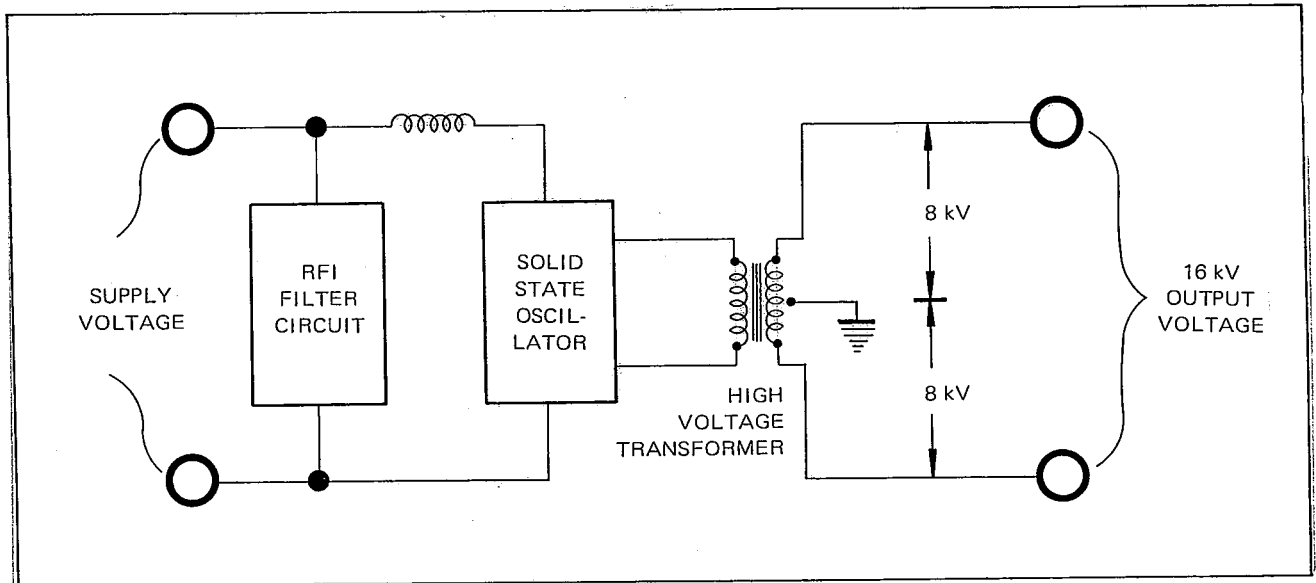 SUPPLY
VOLTAGE
RFI
FILTER
CIRCUIT
SOLID
STATE
OSCIL-
LATOR
HIGH
VOLTAGE
TRANSFORMER
8 kV
8 kV
16 kV
OUTPUT
VOLTAGE